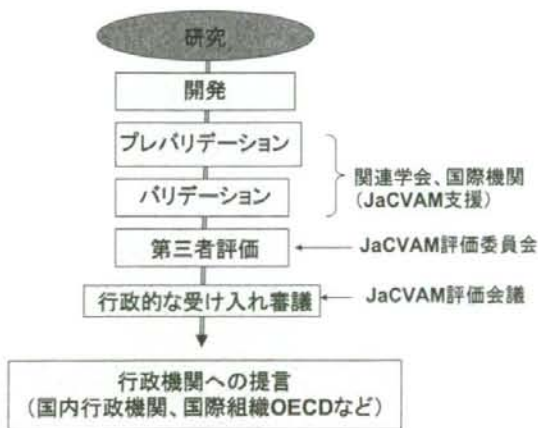 研究
開発
プレバリデーション
バリデーション
関連学会、国際機関
(JaCVAM支援)
第三者評価
JaCVAM評価委員会
行政的な受け入れ審議
JaCVAM評価会議
行政機関への提言
(国内行政機関、国際組織OECDなど)